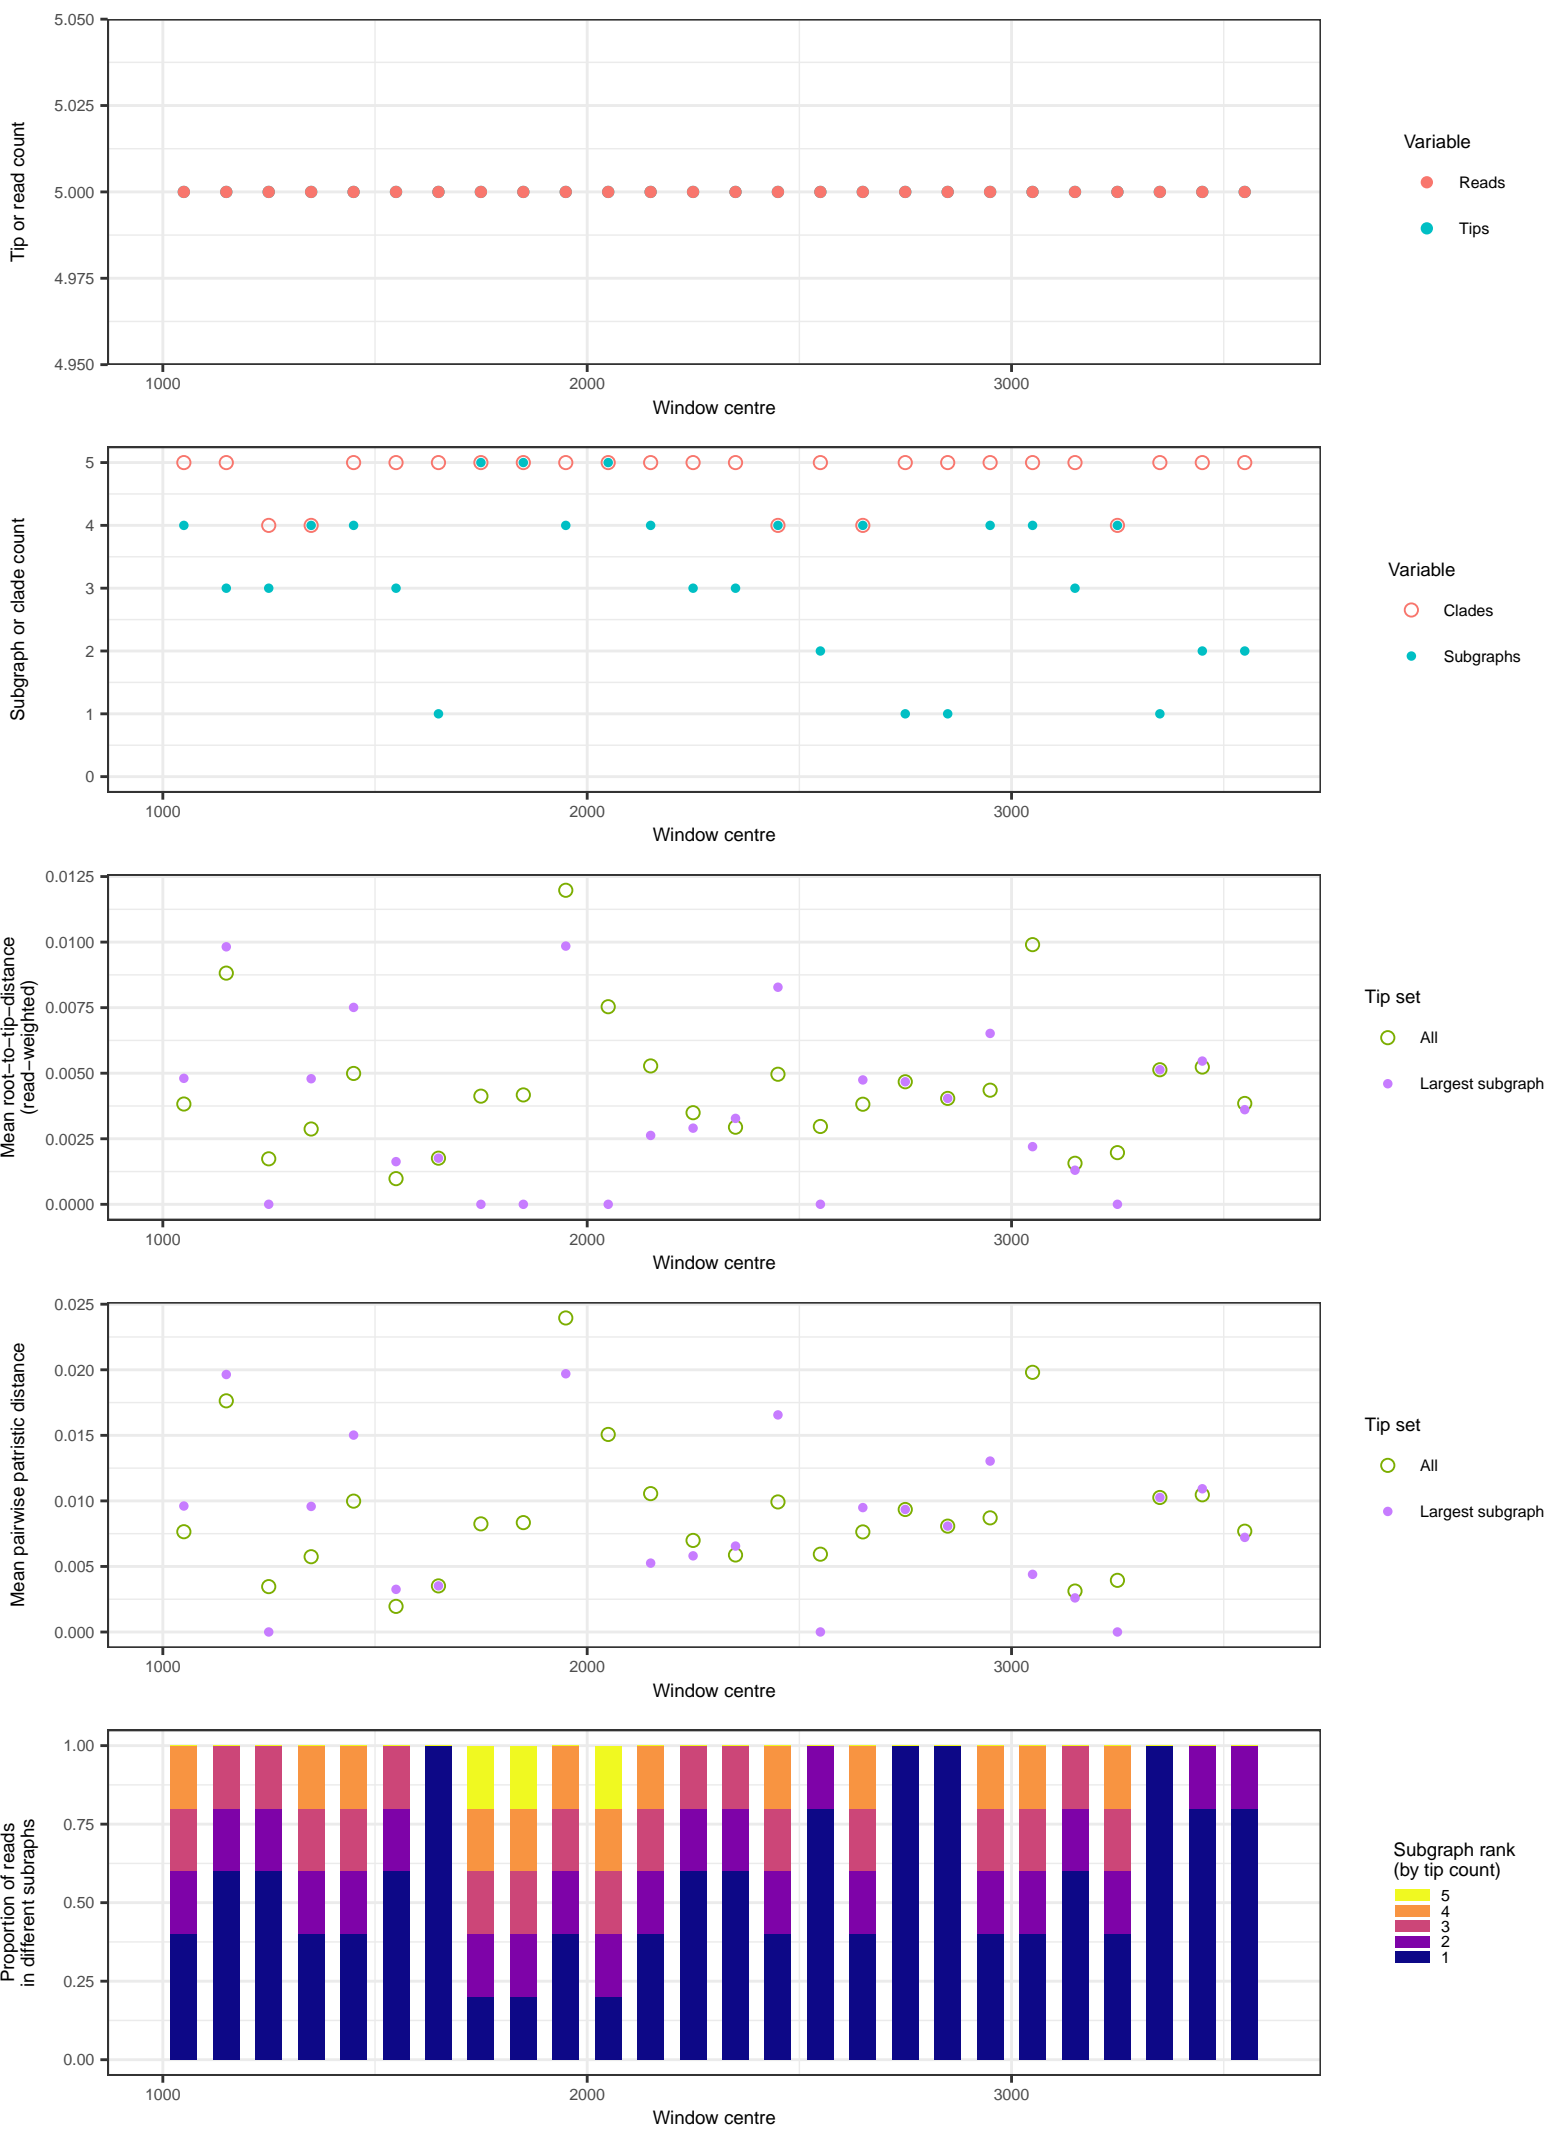 5.050
5.025
5.000
4.975
4.950
Tip or read count
1000 2000 3000
Window centre
Variable
Reads
Tips
5
4
3
2
1
0
Subgraph or clade count
1000 2000 3000
Window centre
Variable
Clades
Subgraphs
0.0125
0.0100
0.0075
0.0050
0.0025
0.0000
Mean root−to−tip−distance
(read−weighted)
1000 2000 3000
Window centre
Tip set
All
Largest subgraph
0.025
0.020
0.015
0.010
0.005
0.000
Mean pairwise patristic distance
1000 2000 3000
Window centre
Tip set
All
Largest subgraph
1.00
0.75
0.50
0.25
0.00
Proportion of reads
in different subraphs
1000 2000 3000
Window centre
Subgraph rank
(by tip count)
5
4
3
2
1